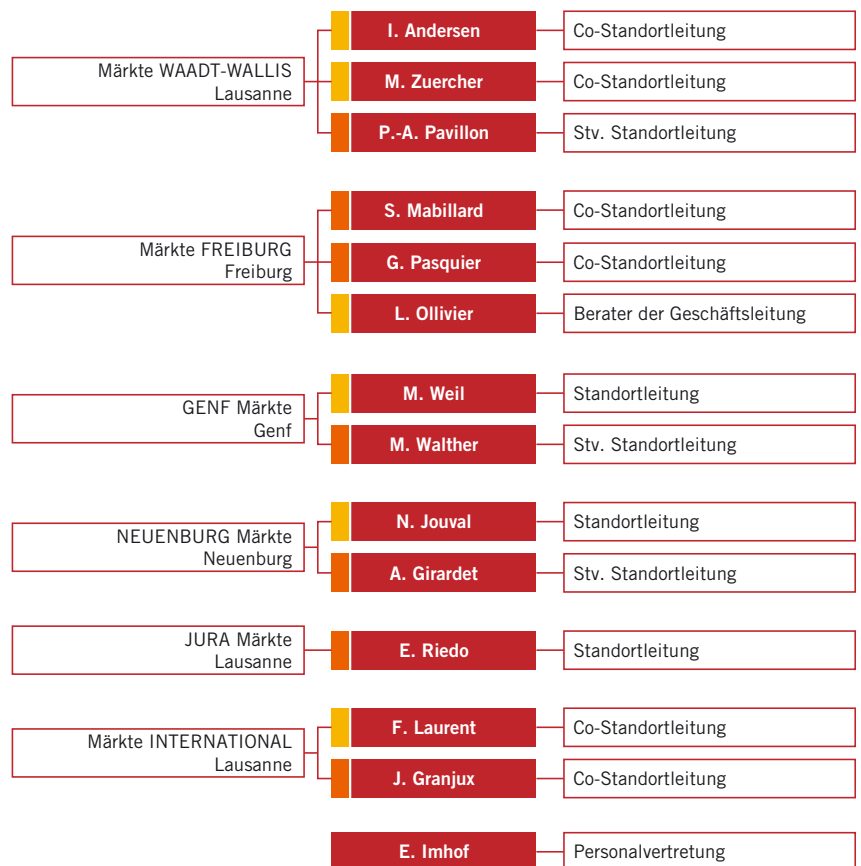 Märkte WAADT-WALLIS
Lausanne
I. Andersen
Co-Standortleitung
M. Zuercher
Co-Standortleitung
P.-A. Pavillon
Stv. Standortleitung
Märkte FREIBURG
Freiburg
S. Mabillard
Co-Standortleitung
G. Pasquier
Co-Standortleitung
L. Ollivier
Berater der Geschäftsleitung
GENF Märkte
Genf
M. Weil
Standortleitung
M. Walther
Stv. Standortleitung
NEUENBURG Märkte
Neuenburg
N. Jouval
Standortleitung
A. Girardet
Stv. Standortleitung
JURA Märkte
Lausanne
E. Riedo
Standortleitung
Märkte INTERNATIONAL
Lausanne
F. Laurent
Co-Standortleitung
J. Granjux
Co-Standortleitung
E. Imhof
Personalvertretung